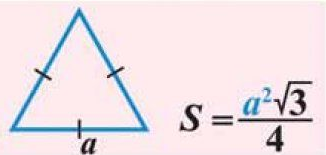 a
S = a²√3/4